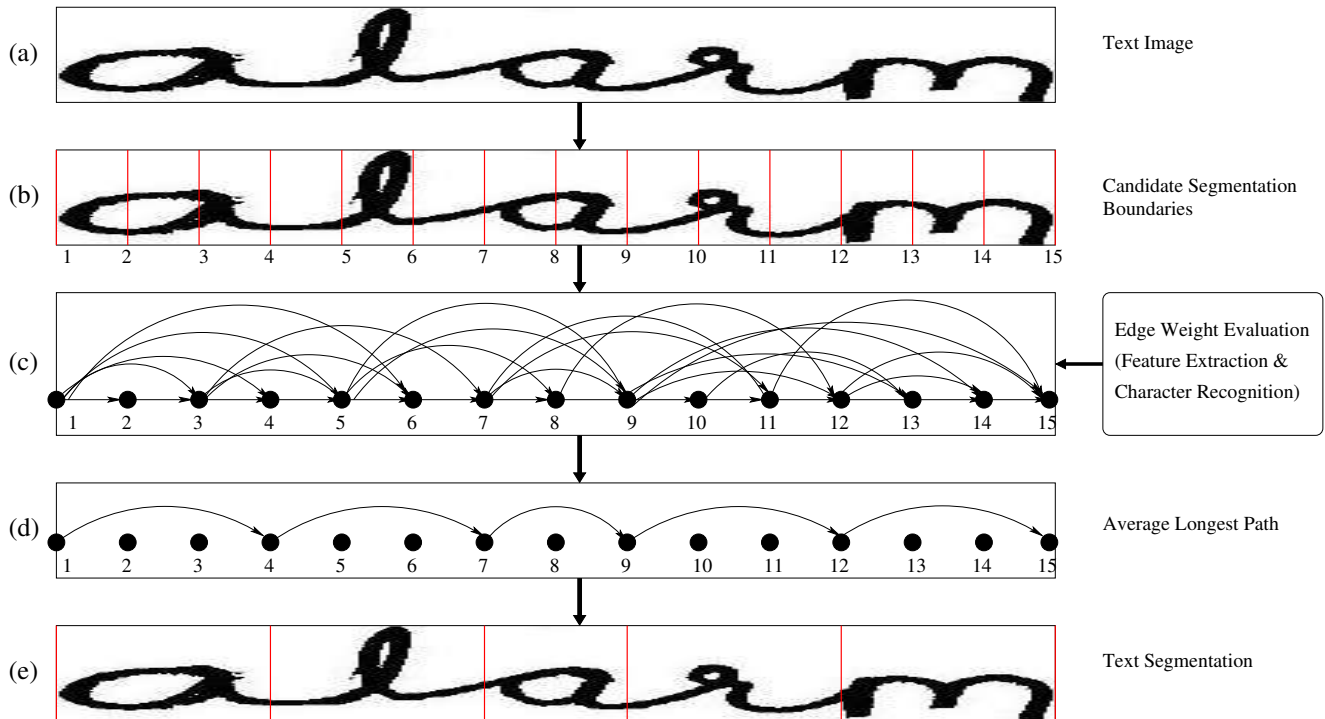 (a) alarm Text Image
(b) alarm Candidate Segmentation
Boundaries
1 2 3 4 5 6 7 8 9 10 11 12 13 14 15
(c) Edge Weight Evaluation
(Feature Extraction &
Character Recognition)
1 2 3 4 5 6 7 8 9 10 11 12 13 14 15
(d) Average Longest Path
1 2 3 4 5 6 7 8 9 10 11 12 13 14 15
(e) alarm Text Segmentation